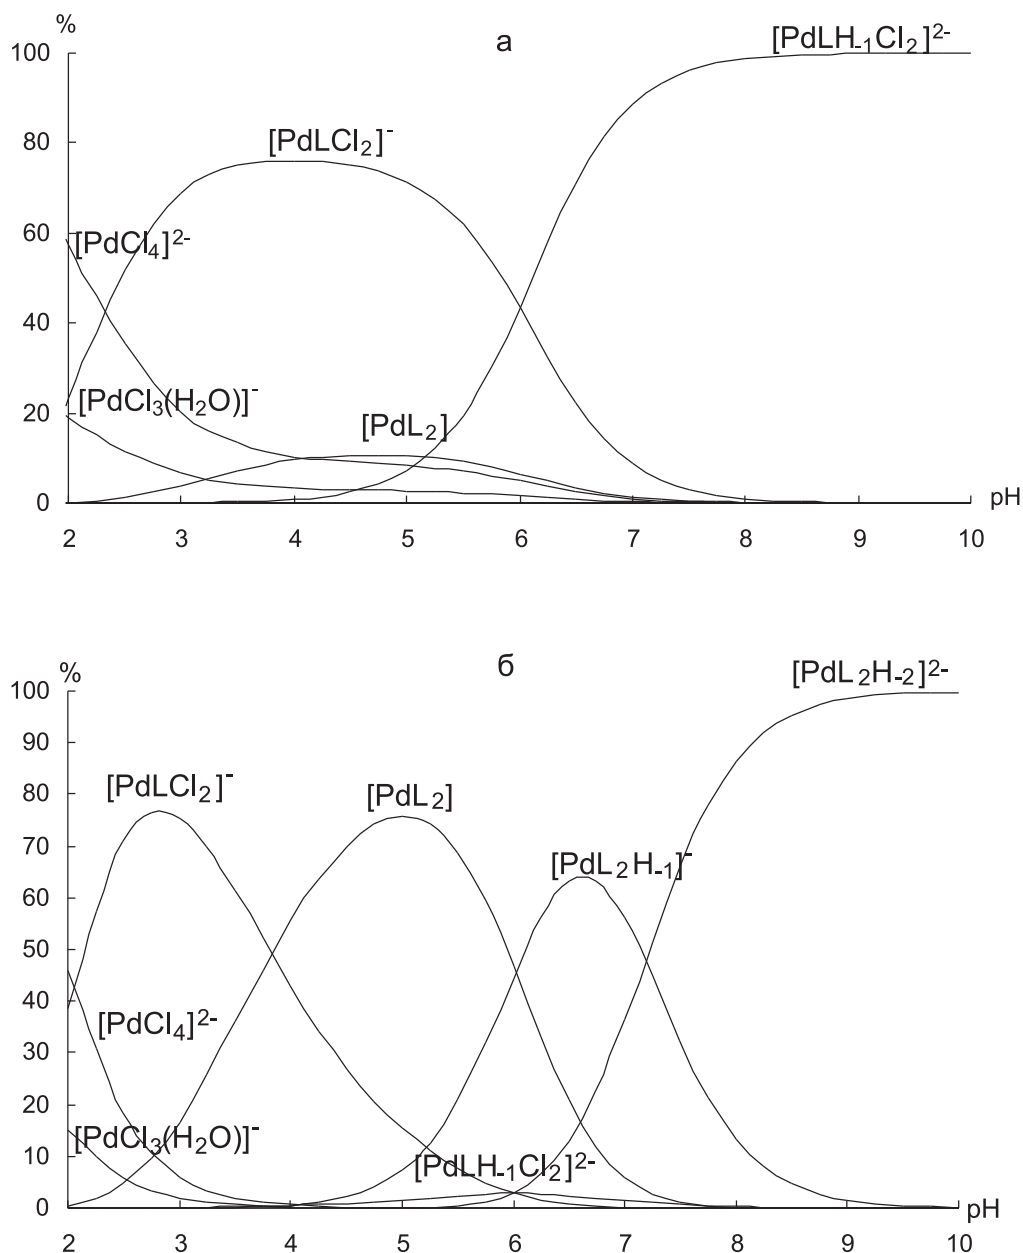 %
а
100
[PdLH₋₁Cl₂]²⁻
[PdLCl₂]⁻
80
60
[PdCl₄]²⁻
40
[PdCl₃(H₂O)]⁻
[PdL₂]
20
0
pH
2 3 4 5 6 7 8 9 10
%
б
[PdL₂H₋₂]²⁻
100
90
[PdLCl₂]⁻
[PdL₂]
80
70
[PdL₂H₋₁]⁻
60
50
40
[PdCl₄]²⁻
30
20
[PdCl₃(H₂O)]⁻
10
[PdLH₋₁Cl₂]²⁻
0
pH
2 3 4 5 6 7 8 9 10